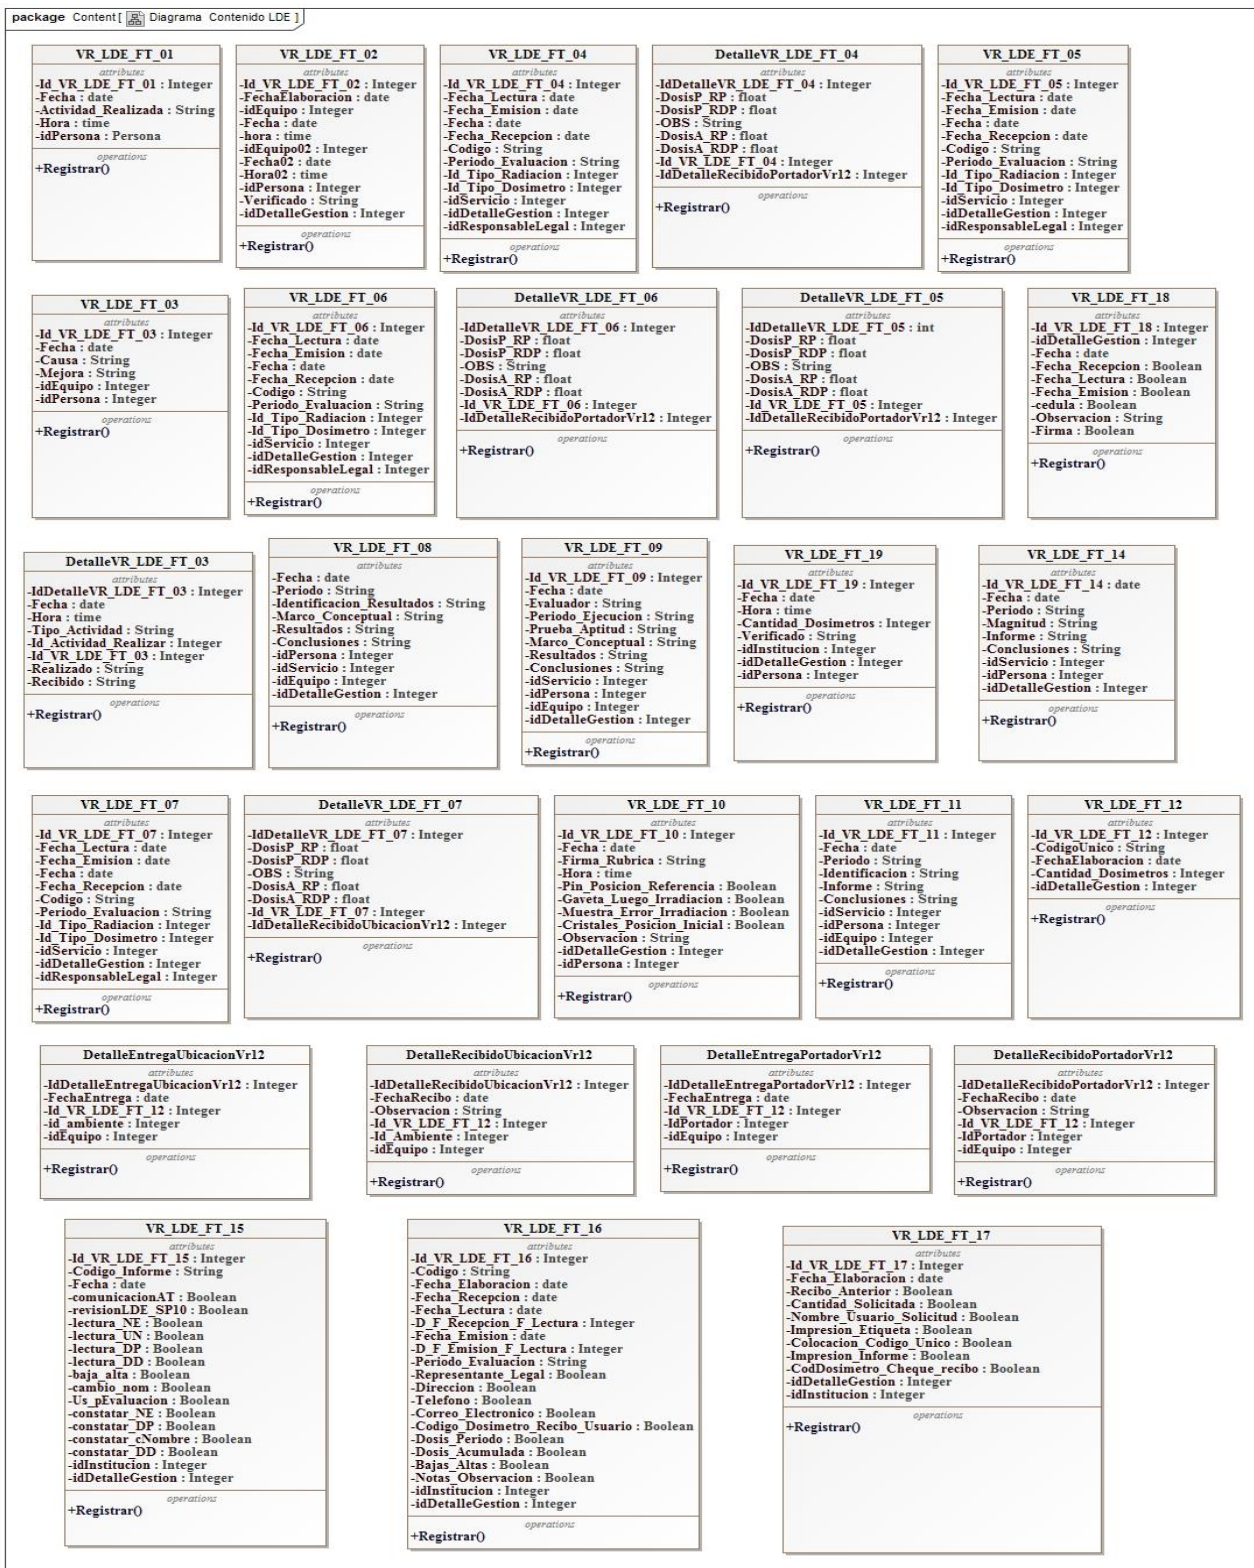 package Content [ Diagrama Contenido LDE ]
VR_LDE_FT_01
attributes
-Id_VR_LDE_FT_01 : Integer
-Fecha : date
-Actividad_Realizada : String
-Hora : time
-idPersona : Persona
operations
+Registrar()
VR_LDE_FT_02
attributes
-Id_VR_LDE_FT_02 : Integer
-FechaElaboracion : date
-idEquipo : Integer
-Fecha : date
-hora : time
-idEquipo02 : Integer
-Fecha02 : date
-Hora02 : time
-idPersona : Integer
-Verificado : String
-idDetalleGestion : Integer
operations
+Registrar()
VR_LDE_FT_04
attributes
-Id_VR_LDE_FT_04 : Integer
-Fecha_Lectura : date
-Fecha_Emision : date
-Fecha : date
-Fecha_Recepcion : date
-Codigo : String
-Periodo_Evaluacion : String
-Id_Tipo_Radiacion : Integer
-Id_Tipo_Dosimetro : Integer
-idServicio : Integer
-idDetalleGestion : Integer
-idResponsableLegal : Integer
operations
+Registrar()
DetalleVR_LDE_FT_04
attributes
-IdDetalleVR_LDE_FT_04 : Integer
-DosisP_RP : float
-DosisP_RDP : float
-OBS : String
-DosisA_RP : float
-DosisA_RDP : float
-Id_VR_LDE_FT_04 : Integer
-IdDetalleRecibidoPortadorVr12 : Integer
operations
+Registrar()
VR_LDE_FT_05
attributes
-Id_VR_LDE_FT_05 : Integer
-Fecha_Lectura : date
-Fecha_Emision : date
-Fecha : date
-Fecha_Recepcion : date
-Codigo : String
-Periodo_Evaluacion : String
-Id_Tipo_Radiacion : Integer
-Id_Tipo_Dosimetro : Integer
-idServicio : Integer
-idDetalleGestion : Integer
-idResponsableLegal : Integer
operations
+Registrar()
VR_LDE_FT_03
attributes
-Id_VR_LDE_FT_03 : Integer
-Fecha : date
-Causa : String
-Mejora : String
-idEquipo : Integer
-idPersona : Integer
operations
+Registrar()
VR_LDE_FT_06
attributes
-Id_VR_LDE_FT_06 : Integer
-Fecha_Lectura : date
-Fecha_Emision : date
-Fecha : date
-Fecha_Recepcion : date
-Codigo : String
-Periodo_Evaluacion : String
-Id_Tipo_Radiacion : Integer
-Id_Tipo_Dosimetro : Integer
-idServicio : Integer
-idDetalleGestion : Integer
-idResponsableLegal : Integer
operations
+Registrar()
DetalleVR_LDE_FT_06
attributes
-IdDetalleVR_LDE_FT_06 : Integer
-DosisP_RP : float
-DosisP_RDP : float
-OBS : String
-DosisA_RP : float
-DosisA_RDP : float
-Id_VR_LDE_FT_06 : Integer
-IdDetalleRecibidoPortadorVr12 : Integer
operations
+Registrar()
DetalleVR_LDE_FT_05
attributes
-IdDetalleVR_LDE_FT_05 : int
-DosisP_RP : float
-DosisP_RDP : float
-OBS : String
-DosisA_RP : float
-DosisA_RDP : float
-Id_VR_LDE_FT_05 : Integer
-IdDetalleRecibidoPortadorVr12 : Integer
operations
+Registrar()
VR_LDE_FT_18
attributes
-Id_VR_LDE_FT_18 : Integer
-idDetalleGestion : Integer
-Fecha : date
-Fecha_Recepcion : Boolean
-Fecha_Lectura : Boolean
-Fecha_Emision : Boolean
-cedula : Boolean
-Observacion : String
-Firma : Boolean
operations
+Registrar()
DetalleVR_LDE_FT_03
attributes
-IdDetalleVR_LDE_FT_03 : Integer
-Fecha : date
-Hora : time
-Tipo_Actividad : String
-Id_Actividad_Realizar : Integer
-Id_VR_LDE_FT_03 : Integer
-Realizado : String
-Recibido : String
operations
+Registrar()
VR_LDE_FT_08
attributes
-Fecha : date
-Periodo : String
-Identificacion_Resultados : String
-Marco_Conceptual : String
-Resultados : String
-Conclusiones : String
-idPersona : Integer
-idServicio : Integer
-idEquipo : Integer
-idDetalleGestion : Integer
operations
+Registrar()
VR_LDE_FT_09
attributes
-Id_VR_LDE_FT_09 : Integer
-Fecha : date
-Evaluador : String
-Periodo_Ejecucion : String
-Prueba_Aptitud : String
-Marco_Conceptual : String
-Resultados : String
-Conclusiones : String
-idServicio : Integer
-idPersona : Integer
-idEquipo : Integer
-idDetalleGestion : Integer
operations
+Registrar()
VR_LDE_FT_19
attributes
-Id_VR_LDE_FT_19 : Integer
-Fecha : date
-Hora : time
-Cantidad_Dosimetros : Integer
-Verificado : String
-idInstitucion : Integer
-idDetalleGestion : Integer
-idPersona : Integer
operations
+Registrar()
VR_LDE_FT_14
attributes
-Id_VR_LDE_FT_14 : date
-Fecha : date
-Periodo : String
-Magnitud : String
-Informe : String
-Conclusiones : String
-idServicio : Integer
-idPersona : Integer
-idDetalleGestion : Integer
operations
+Registrar()
VR_LDE_FT_07
attributes
-Id_VR_LDE_FT_07 : Integer
-Fecha_Lectura : date
-Fecha_Emision : date
-Fecha : date
-Fecha_Recepcion : date
-Codigo : String
-Periodo_Evaluacion : String
-Id_Tipo_Radiacion : Integer
-Id_Tipo_Dosimetro : Integer
-idServicio : Integer
-idDetalleGestion : Integer
-idResponsableLegal : Integer
operations
+Registrar()
DetalleVR_LDE_FT_07
attributes
-IdDetalleVR_LDE_FT_07 : Integer
-DosisP_RP : float
-DosisP_RDP : float
-OBS : String
-DosisA_RP : float
-DosisA_RDP : float
-Id_VR_LDE_FT_07 : Integer
-IdDetalleRecibidoUbicacionVr12 : Integer
operations
+Registrar()
VR_LDE_FT_10
attributes
-Id_VR_LDE_FT_10 : Integer
-Fecha : date
-Firma_Rubrica : String
-Hora : time
-Pin_Posicion_Referencia : Boolean
-Gaveta_Luego_Irradiacion : Boolean
-Muestra_Error_Irradiacion : Boolean
-Cristales_Posicion_Inicial : Boolean
-Observacion : String
-idDetalleGestion : Integer
-idPersona : Integer
operations
+Registrar()
VR_LDE_FT_11
attributes
-Id_VR_LDE_FT_11 : Integer
-Fecha : date
-Periodo : String
-Identificacion : String
-Informe : String
-Conclusiones : String
-idServicio : Integer
-idPersona : Integer
-idEquipo : Integer
-idDetalleGestion : Integer
operations
+Registrar()
VR_LDE_FT_12
attributes
-Id_VR_LDE_FT_12 : Integer
-CodigoUnico : String
-FechaElaboracion : date
-Cantidad_Dosimetros : Integer
-idDetalleGestion : Integer
operations
+Registrar()
DetalleEntregaUbicacionVr12
attributes
-IdDetalleEntregaUbicacionVr12 : Integer
-FechaEntrega : date
-Id_VR_LDE_FT_12 : Integer
-id_ambiente : Integer
-idEquipo : Integer
operations
+Registrar()
DetalleRecibidoUbicacionVr12
attributes
-IdDetalleRecibidoUbicacionVr12 : Integer
-FechaRecibo : date
-Observacion : String
-Id_VR_LDE_FT_12 : Integer
-Id_Ambiente : Integer
-idEquipo : Integer
operations
+Registrar()
DetalleEntregaPortadorVr12
attributes
-IdDetalleEntregaPortadorVr12 : Integer
-FechaEntrega : date
-Id_VR_LDE_FT_12 : Integer
-IdPortador : Integer
-idEquipo : Integer
operations
+Registrar()
DetalleRecibidoPortadorVr12
attributes
-IdDetalleRecibidoPortadorVr12 : Integer
-FechaRecibo : date
-Observacion : String
-Id_VR_LDE_FT_12 : Integer
-IdPortador : Integer
-idEquipo : Integer
operations
+Registrar()
VR_LDE_FT_15
attributes
-Id_VR_LDE_FT_15 : Integer
-Codigo_Informe : String
-Fecha : date
-comunicacionAT : Boolean
-revisionLDE_SP10 : Boolean
-lectura_NE : Boolean
-lectura_UN : Boolean
-lectura_DP : Boolean
-lectura_DD : Boolean
-baja_alta : Boolean
-cambio_nom : Boolean
-Us_pEvaluacion : Boolean
-constatar_NE : Boolean
-constatar_DP : Boolean
-constatar_cNombre : Boolean
-constatar_DD : Boolean
-idInstitucion : Integer
-idDetalleGestion : Integer
operations
+Registrar()
VR_LDE_FT_16
attributes
-Id_VR_LDE_FT_16 : Integer
-Codigo : String
-Fecha_Elaboracion : date
-Fecha_Recepcion : date
-Fecha_Lectura : date
-D_F_Recepcion_F_Lectura : Integer
-Fecha_Emision : date
-D_F_Emision_F_Lectura : Integer
-Periodo_Evaluacion : String
-Representante_Legal : Boolean
-Direccion : Boolean
-Telefono : Boolean
-Correo_Electronico : Boolean
-Codigo_Dosimetro_Recibo_Usuario : Boolean
-Dosis_Periodo : Boolean
-Dosis_Acumulada : Boolean
-Bajas_Altas : Boolean
-Notas_Observacion : Boolean
-idInstitucion : Integer
-idDetalleGestion : Integer
operations
+Registrar()
VR_LDE_FT_17
attributes
-Id_VR_LDE_FT_17 : Integer
-Fecha_Elaboracion : date
-Recibo_Anterior : Boolean
-Cantidad_Solicitada : Boolean
-Nombre_Usuario_Solicitud : Boolean
-Impresion_Etiqueta : Boolean
-Colocacion_Codigo_Unico : Boolean
-Impresion_Informe : Boolean
-CodDosimetro_Cheque_recibo : Boolean
-idDetalleGestion : Integer
-idInstitucion : Integer
operations
+Registrar()